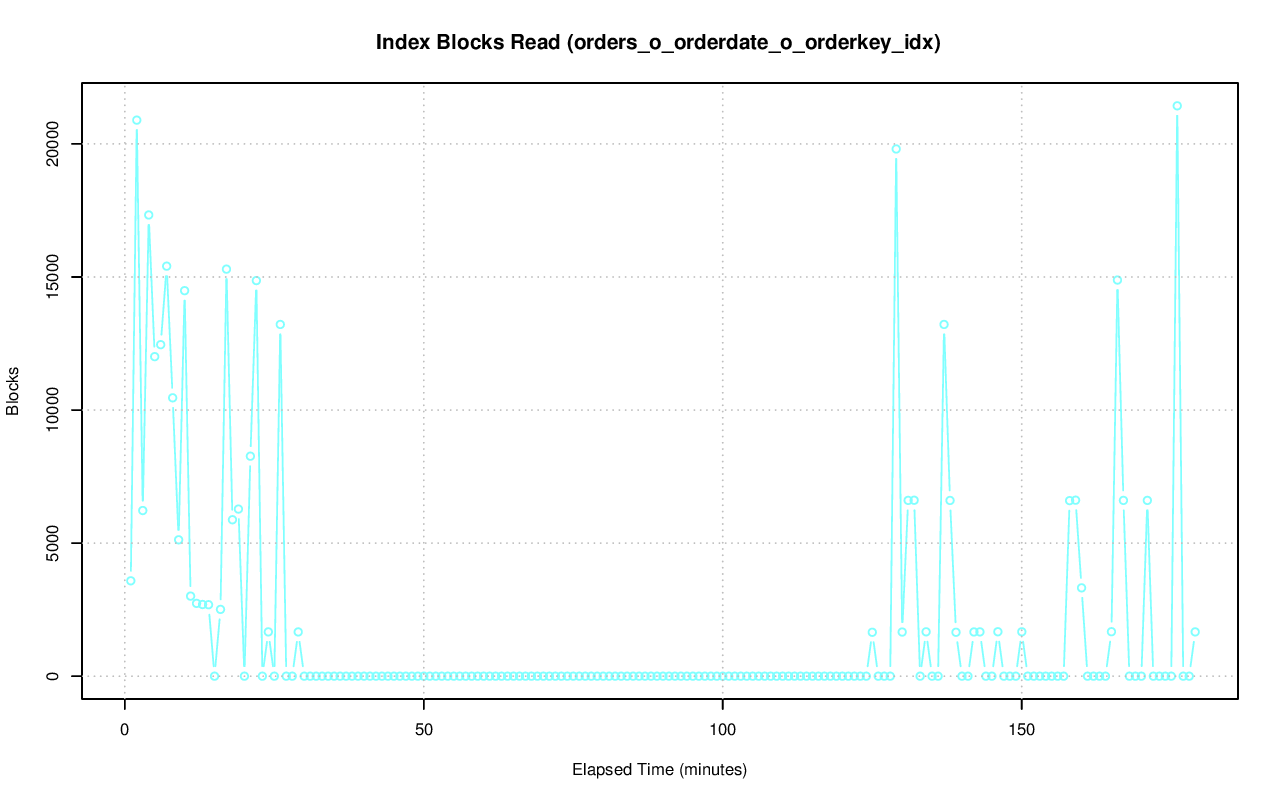 Index Blocks Read (orders_o_orderdate_o_orderkey_idx)
20000
15000
10000
5000
0
Blocks
0 50 100 150
Elapsed Time (minutes)